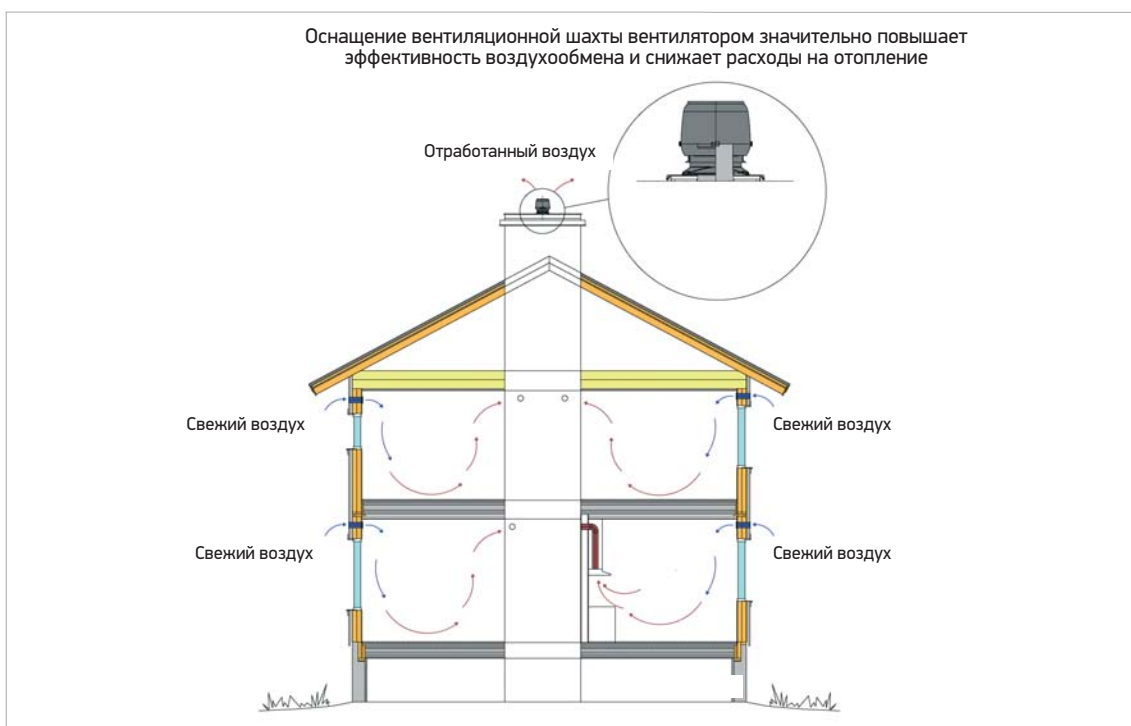 Оснащение вентиляционной шахты вентилятором значительно повышает
эффективность воздухообмена и снижает расходы на отопление
Отработанный воздух
Свежий воздух
Свежий воздух
Свежий воздух
Свежий воздух